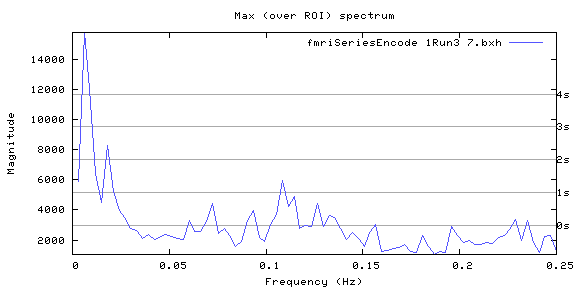 Max (over ROI) spectrum
fmriSeriesEncode 1Run3 7.bxh
14000
12000
10000
8000
6000
4000
2000
Magnitude
4s
3s
2s
1s
0s
0 0.05 0.1 0.15 0.2 0.25
Frequency (Hz)